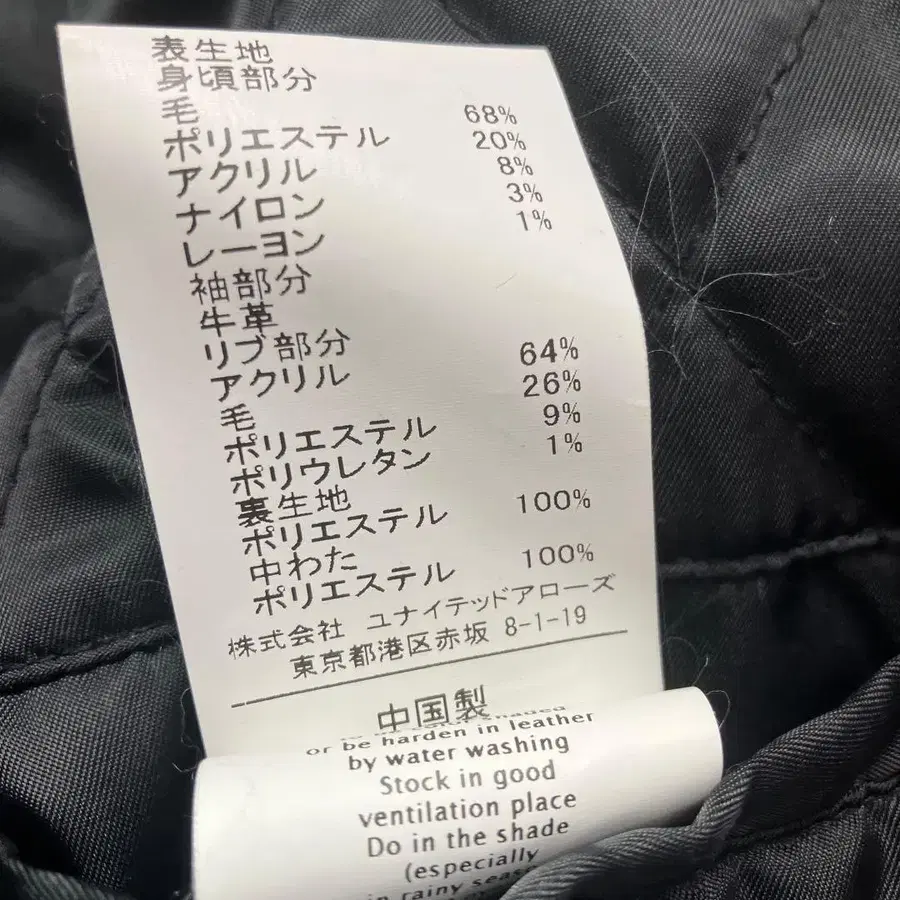 表生地
身頃部分
毛 68%
ポリエステル 20%
アクリル 8%
ナイロン 3%
レーヨン 1%
袖部分
牛革
リブ部分
アクリル 64%
毛 26%
ポリエステル 9%
ポリウレタン 1%
裏生地
ポリエステル 100%
中わた
ポリエステル 100%
株式会社 ユナイテッドアローズ
東京都港区赤坂 8-1-19
中国製
or be harden in leather
by water washing
Stock in good
ventilation place
Do in the shade
(especially
in rainy season